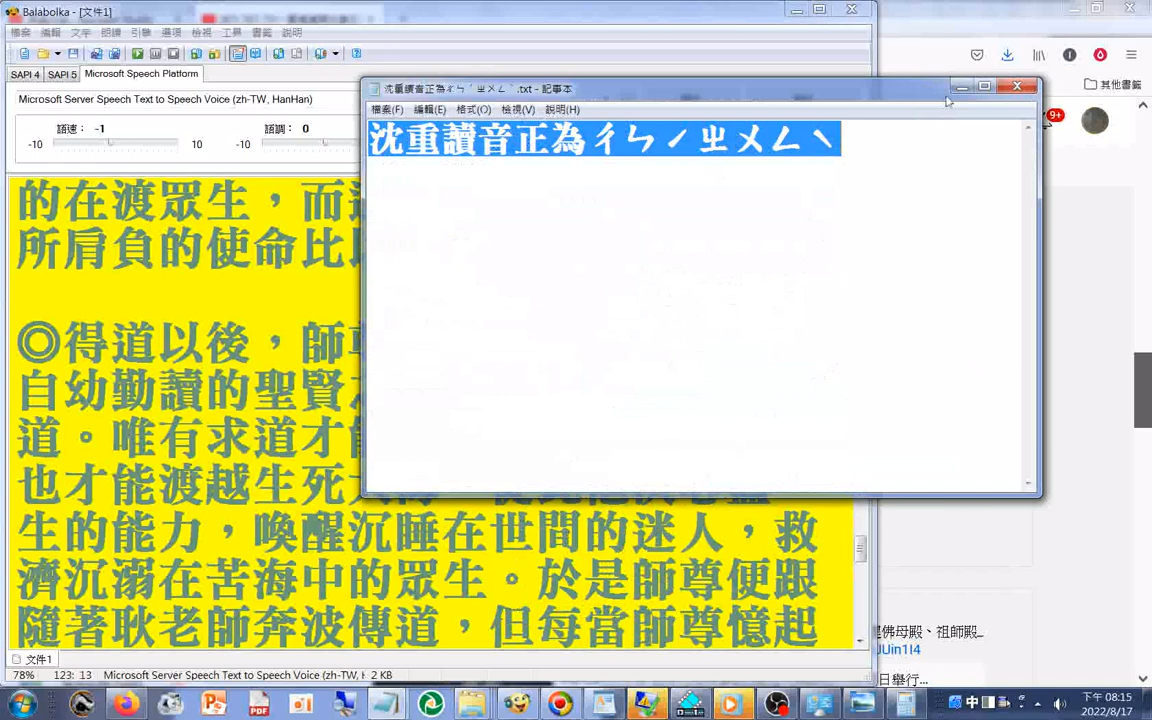 Balabolka - [文件1]
檔案 編輯 文字 朗讀 引擎 選項 檢視 工具 書籤 說明
SAPI 4 SAPI 5 Microsoft Speech Platform
Microsoft Server Speech Text to Speech Voice (zh-TW, HanHan)
語速： -1 語調： 0
-10 10 -10
的在渡眾生，而
所肩負的使命比
◎得道以後，師
自幼勤讀的聖賢
道。唯有求道才
也才能渡越生死
生的能力，喚醒沉睡在世間的迷人，救
濟沉溺在苦海中的眾生。於是師尊便跟
隨著耿老師奔波傳道，但每當師尊憶起
文件1
78% 123: 13 Microsoft Server Speech Text to Speech Voice (zh-TW, H 2 KB
沈重讀音正為ㄔㄣˊㄓㄨㄥˋ.txt - 記事本
檔案(F) 編輯(E) 格式(O) 檢視(V) 說明(H)
沈重讀音正為ㄔㄣˊㄓㄨㄥˋ
其他書籤
9+
佛母殿、祖師殿...
JUin1I4
日舉行...
中
下午 08:15
2022/8/17